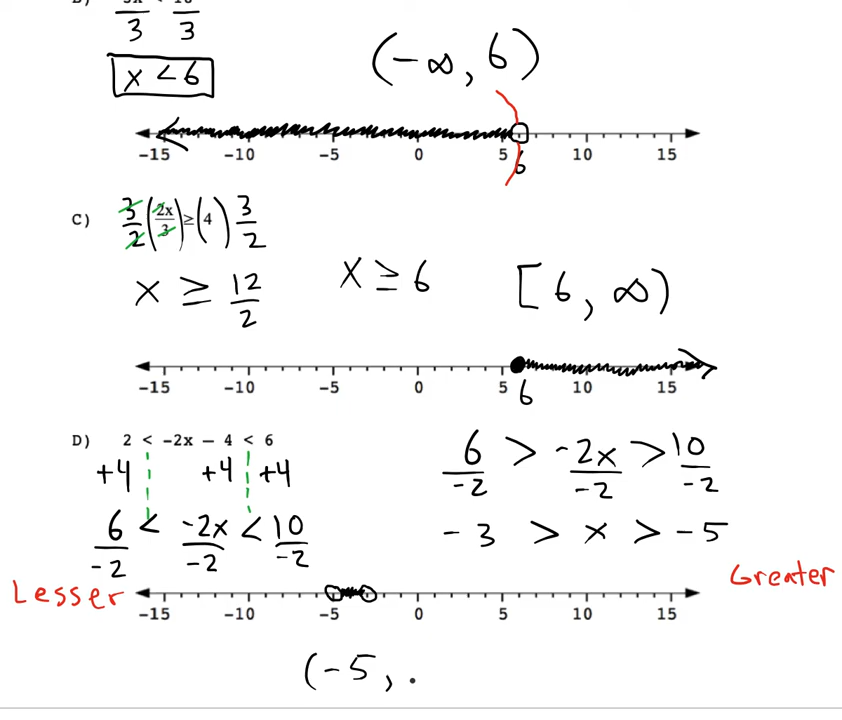 3 3
x < 6 (-∞, 6)
-15 -10 -5 0 5 10 15
6
C) 3/2 (2x/3) ≥ (4) 3/2
x ≥ 12/2 x ≥ 6 [6, ∞)
-15 -10 -5 0 5 10 15
6
D) 2 < -2x - 4 < 6
+4 +4 +4
6/-2 < -2x/-2 < 10/-2
6/-2 > -2x/-2 > 10/-2
-3 > x > -5
Lesser Greater
-15 -10 -5 0 5 10 15
(-5, .